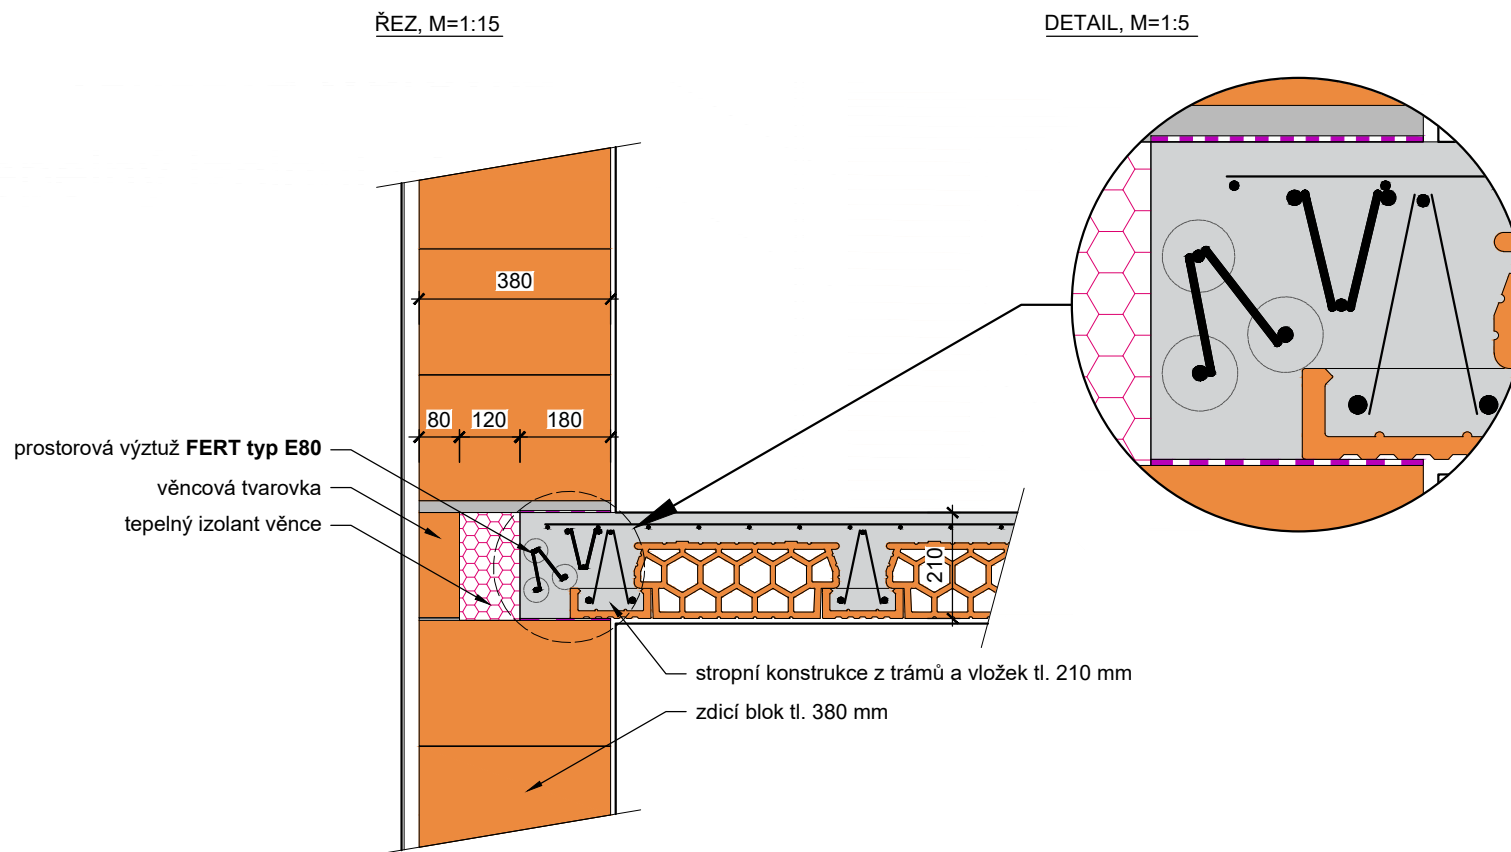 ŘEZ, M=1:15
DETAIL, M=1:5
380
80 120 180
prostorová výztuž FERT typ E80
věncová tvarovka
tepelný izolant věnce
210
stropní konstrukce z trámů a vložek tl. 210 mm
zdicí blok tl. 380 mm